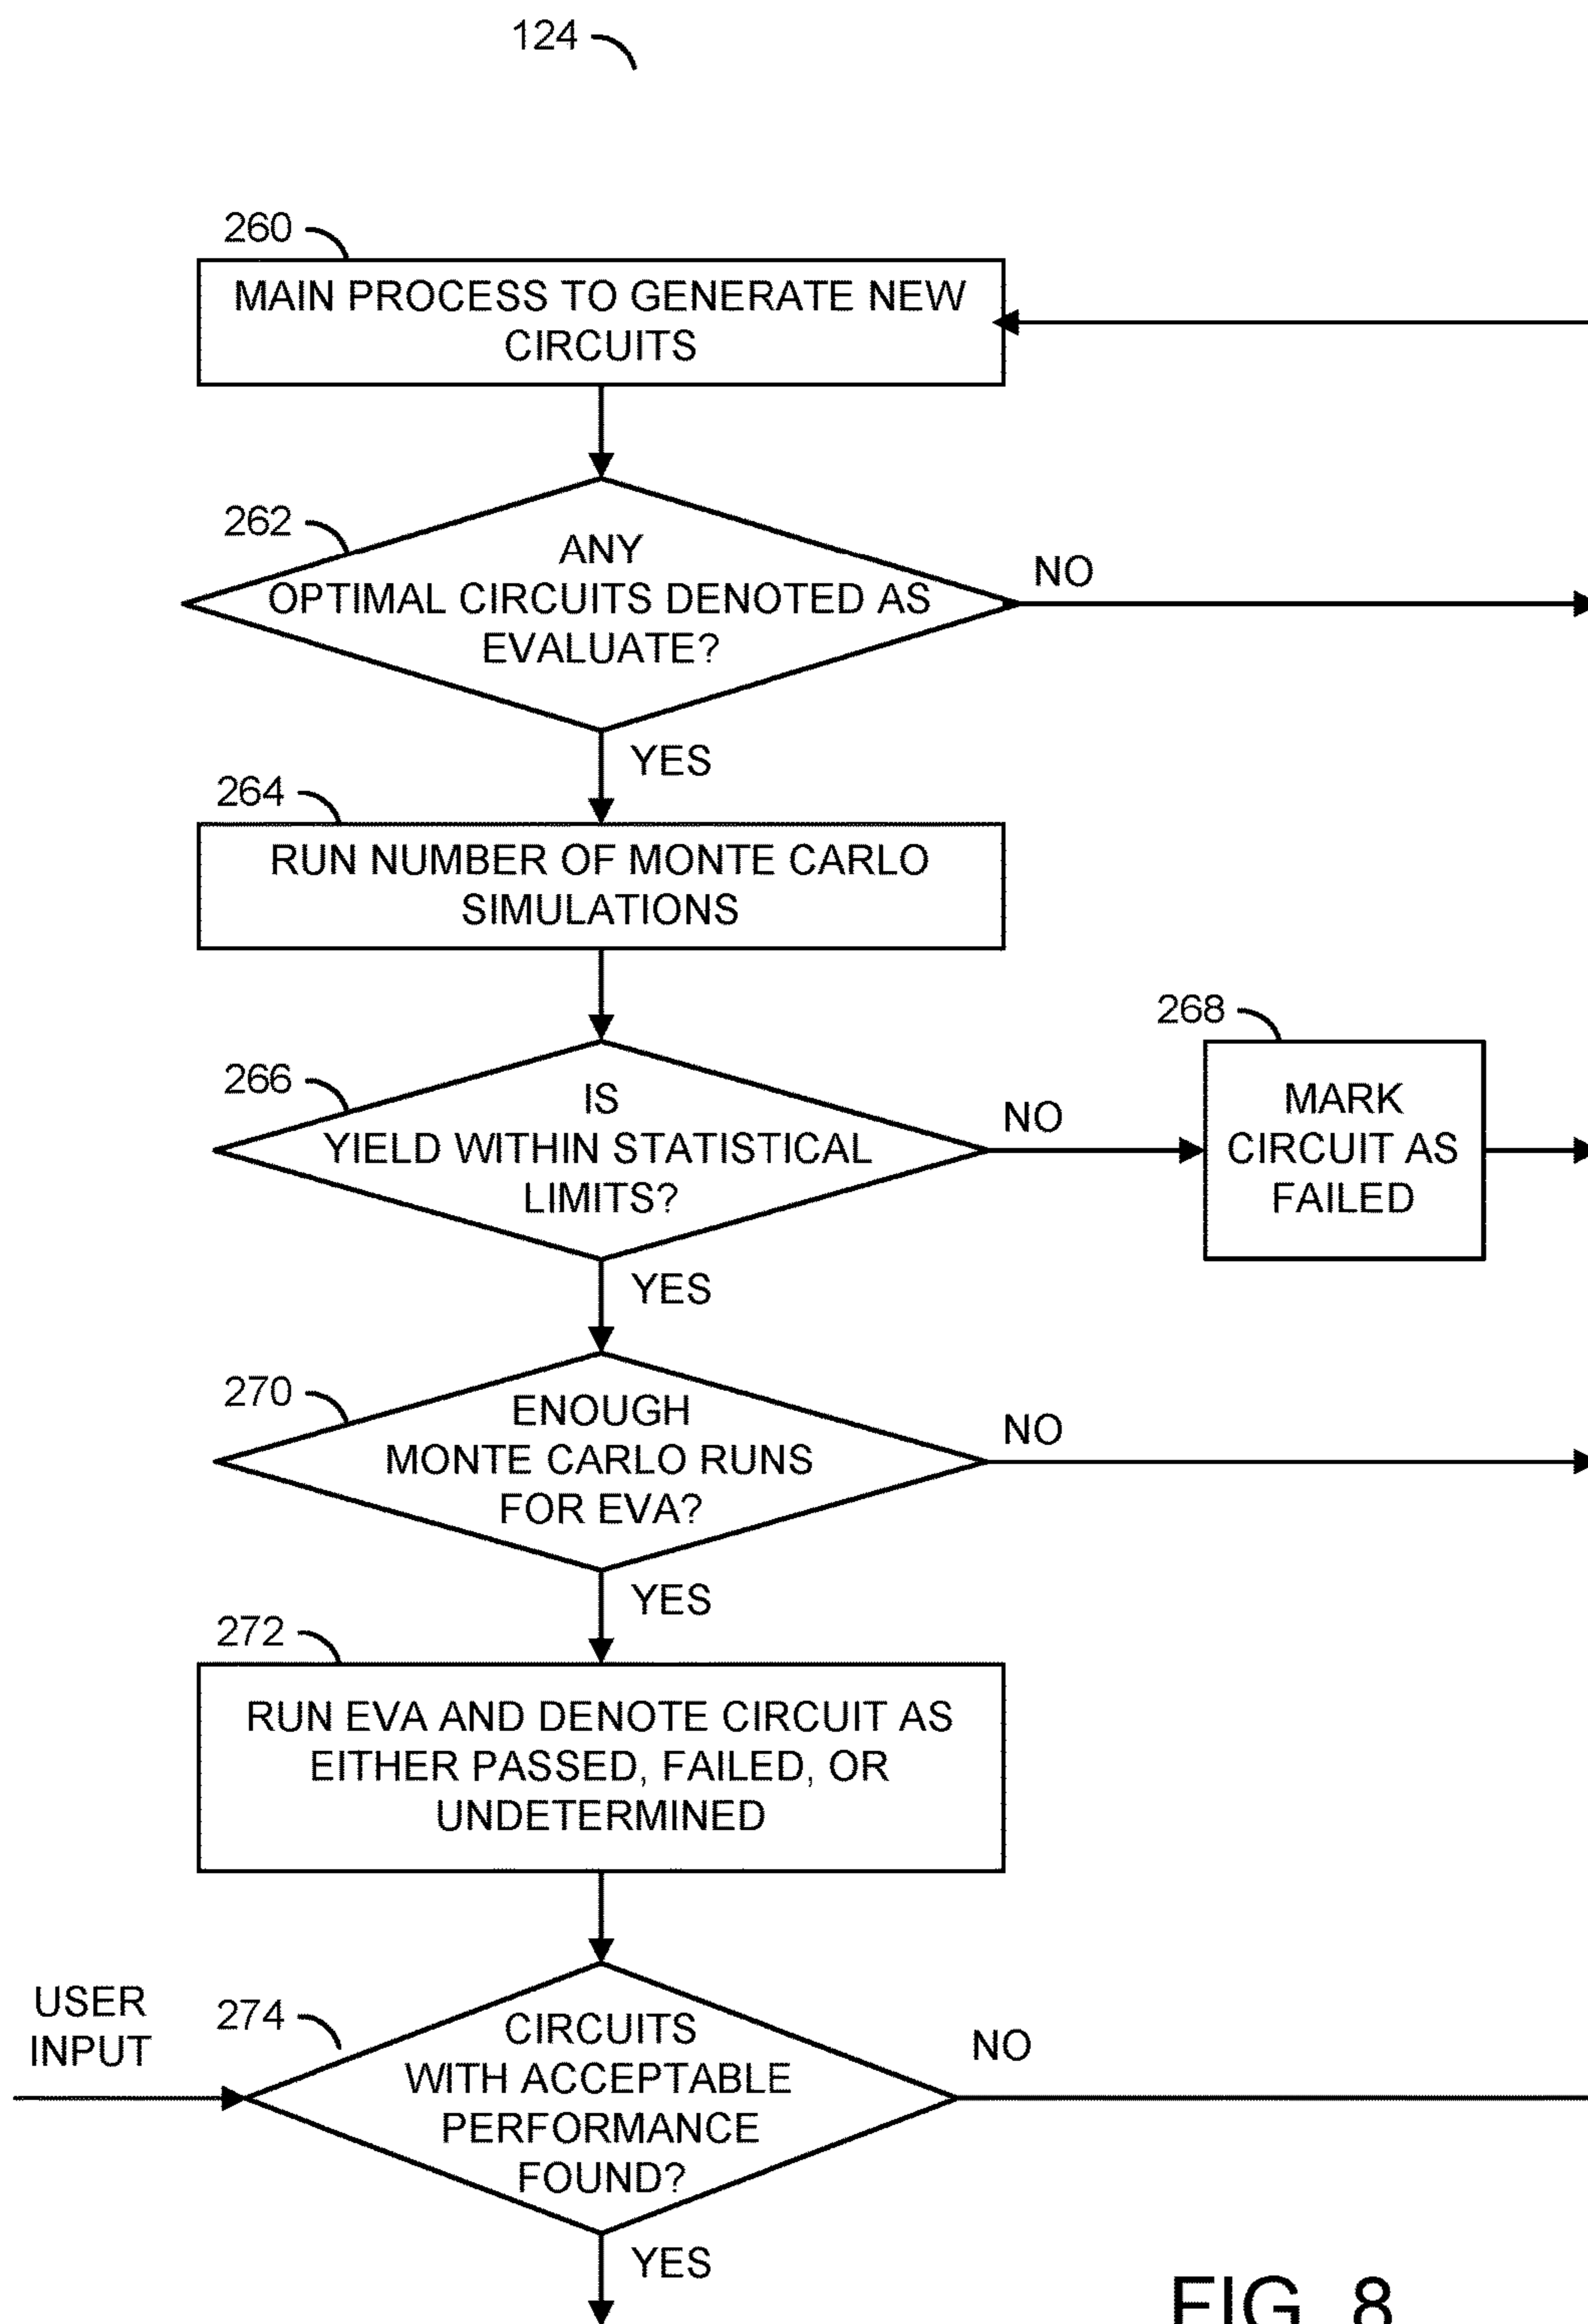 124
260
MAIN PROCESS TO GENERATE NEW
CIRCUITS
262
ANY
OPTIMAL CIRCUITS DENOTED AS
EVALUATE?
NO
YES
264
RUN NUMBER OF MONTE CARLO
SIMULATIONS
266
IS
YIELD WITHIN STATISTICAL
LIMITS?
NO
268
MARK
CIRCUIT AS
FAILED
YES
270
ENOUGH
MONTE CARLO RUNS
FOR EVA?
NO
YES
272
RUN EVA AND DENOTE CIRCUIT AS
EITHER PASSED, FAILED, OR
UNDETERMINED
USER
INPUT
274
CIRCUITS
WITH ACCEPTABLE
PERFORMANCE
FOUND?
NO
YES
FIG. 8